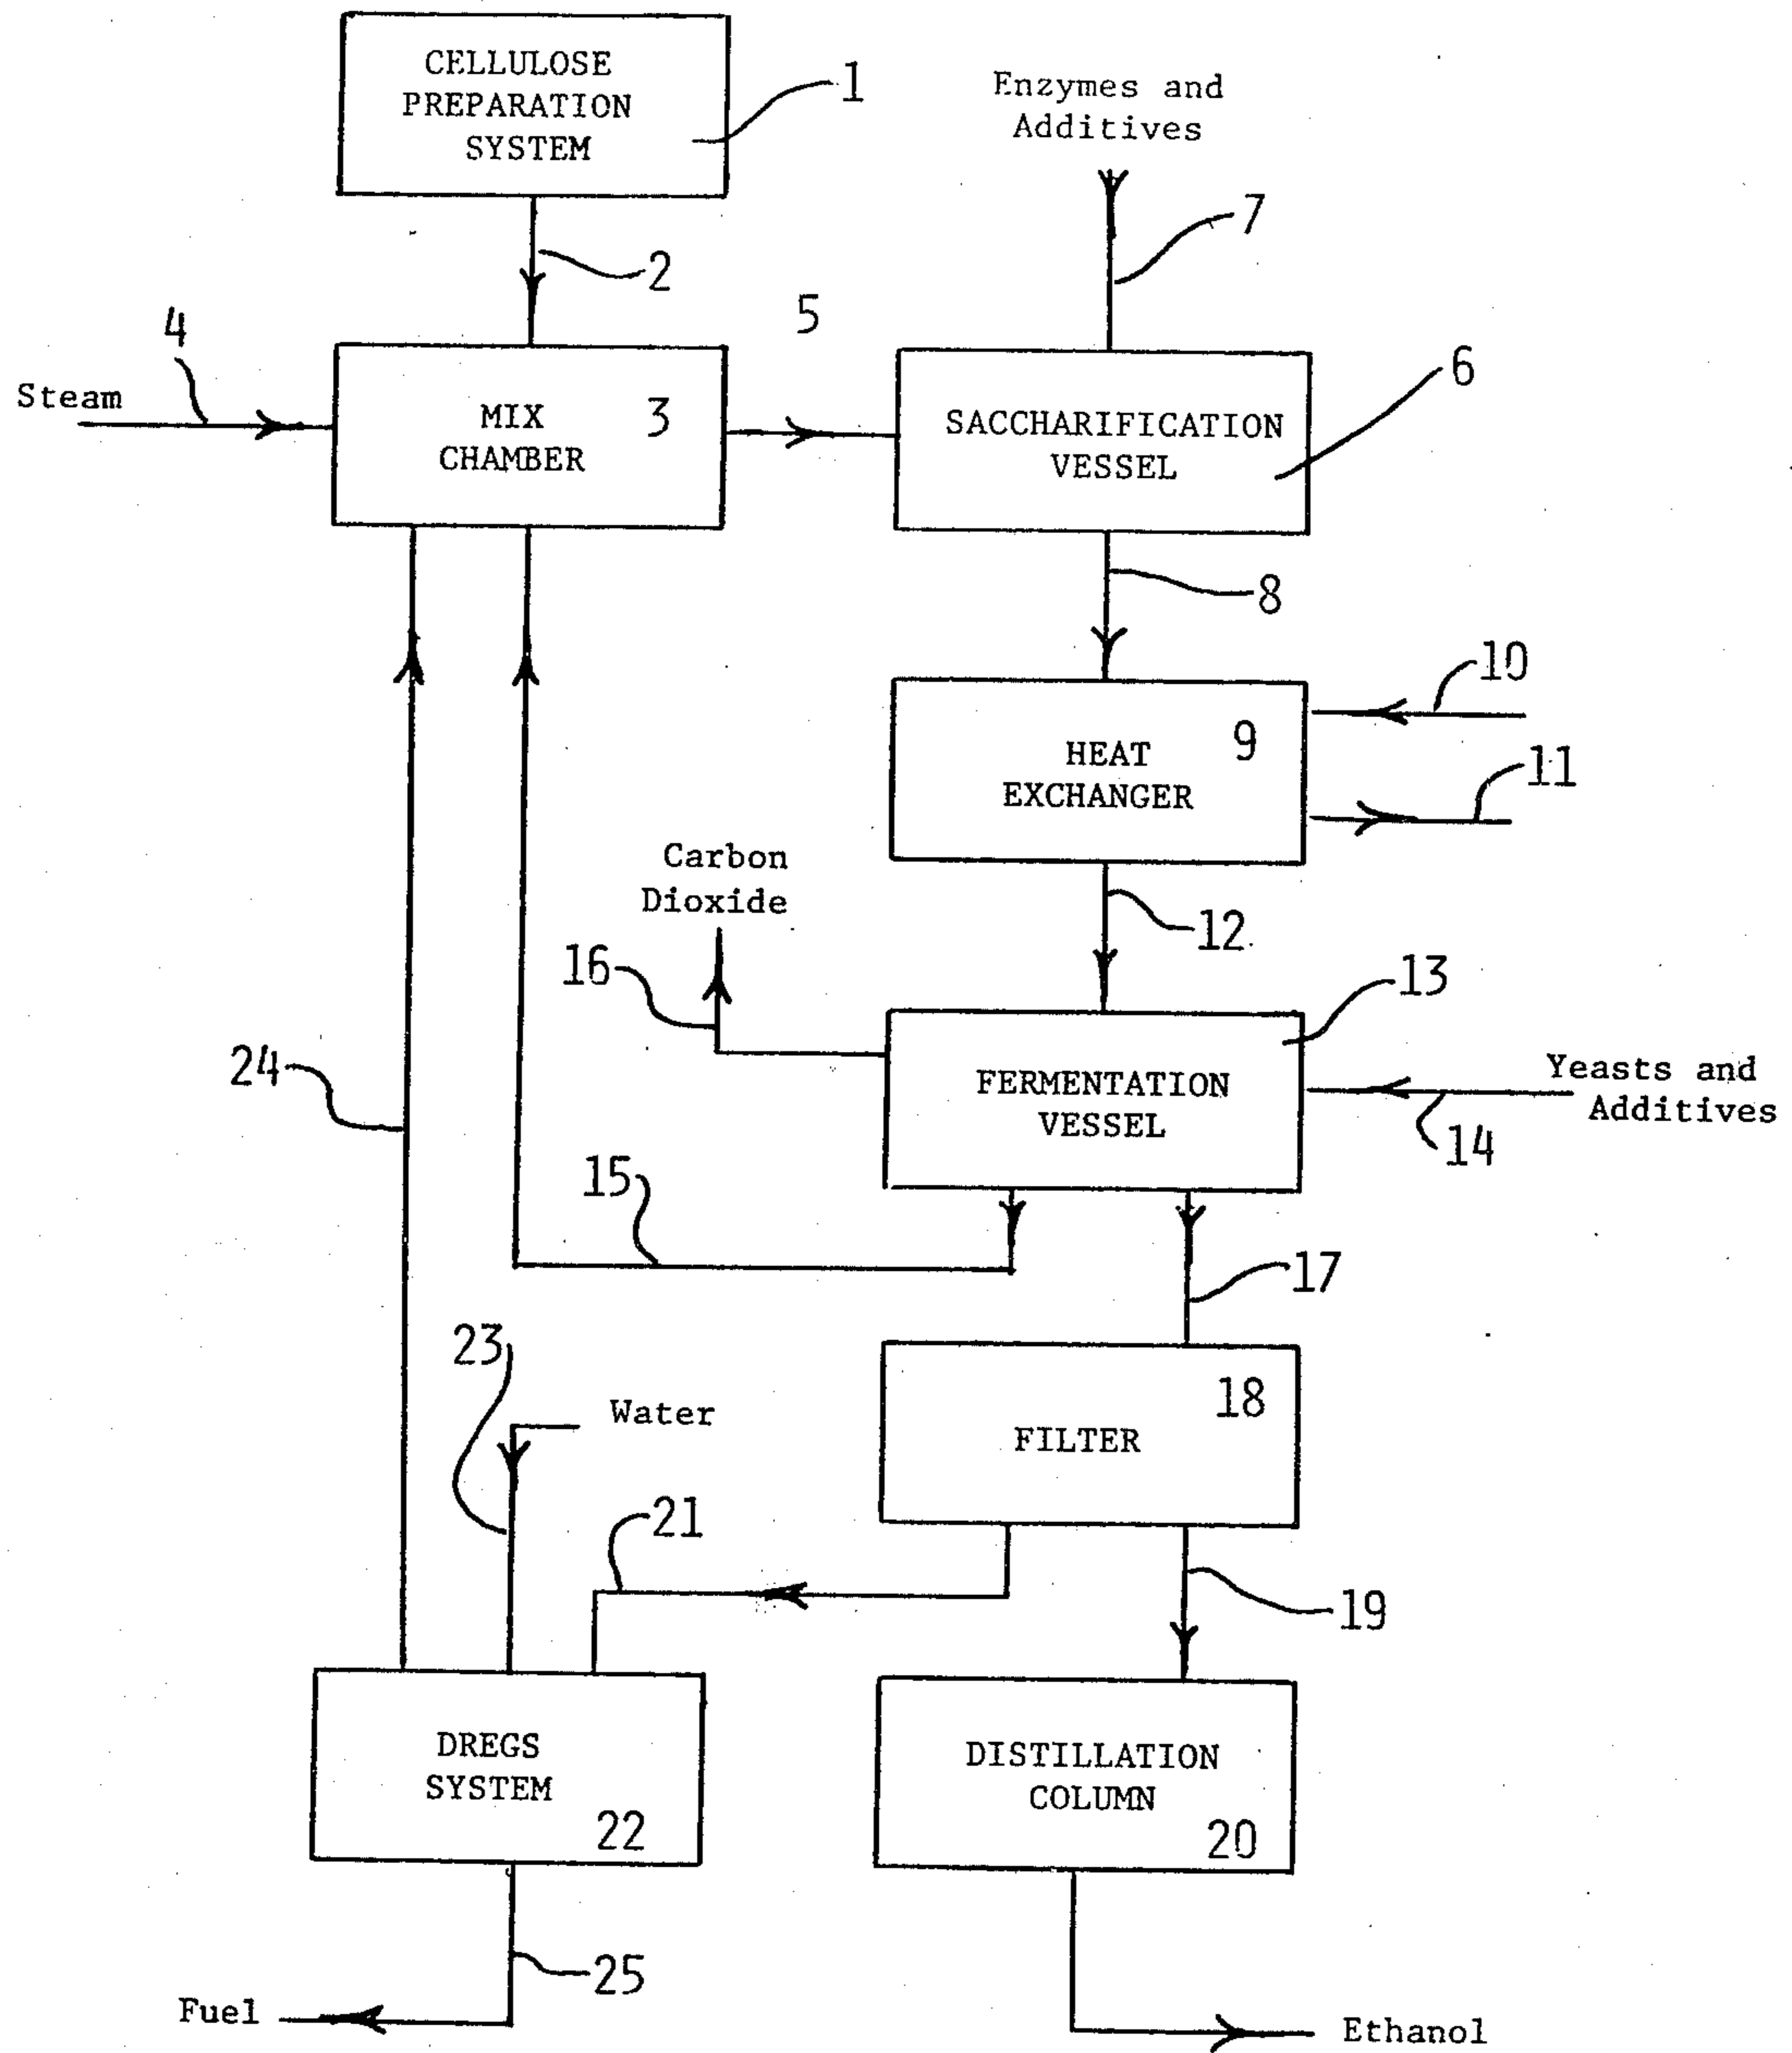 CELLULOSE
PREPARATION
SYSTEM
1
Enzymes and
Additives
7
2
5
4
Steam
MIX
CHAMBER
3
SACCHARIFICATION
VESSEL
6
8
10
HEAT
EXCHANGER
9
11
Carbon
Dioxide
12
16
13
FERMENTATION
VESSEL
Yeasts and
Additives
14
24
15
17
23
Water
18
FILTER
21
19
DREGS
SYSTEM
22
DISTILLATION
COLUMN
20
25
Fuel
Ethanol